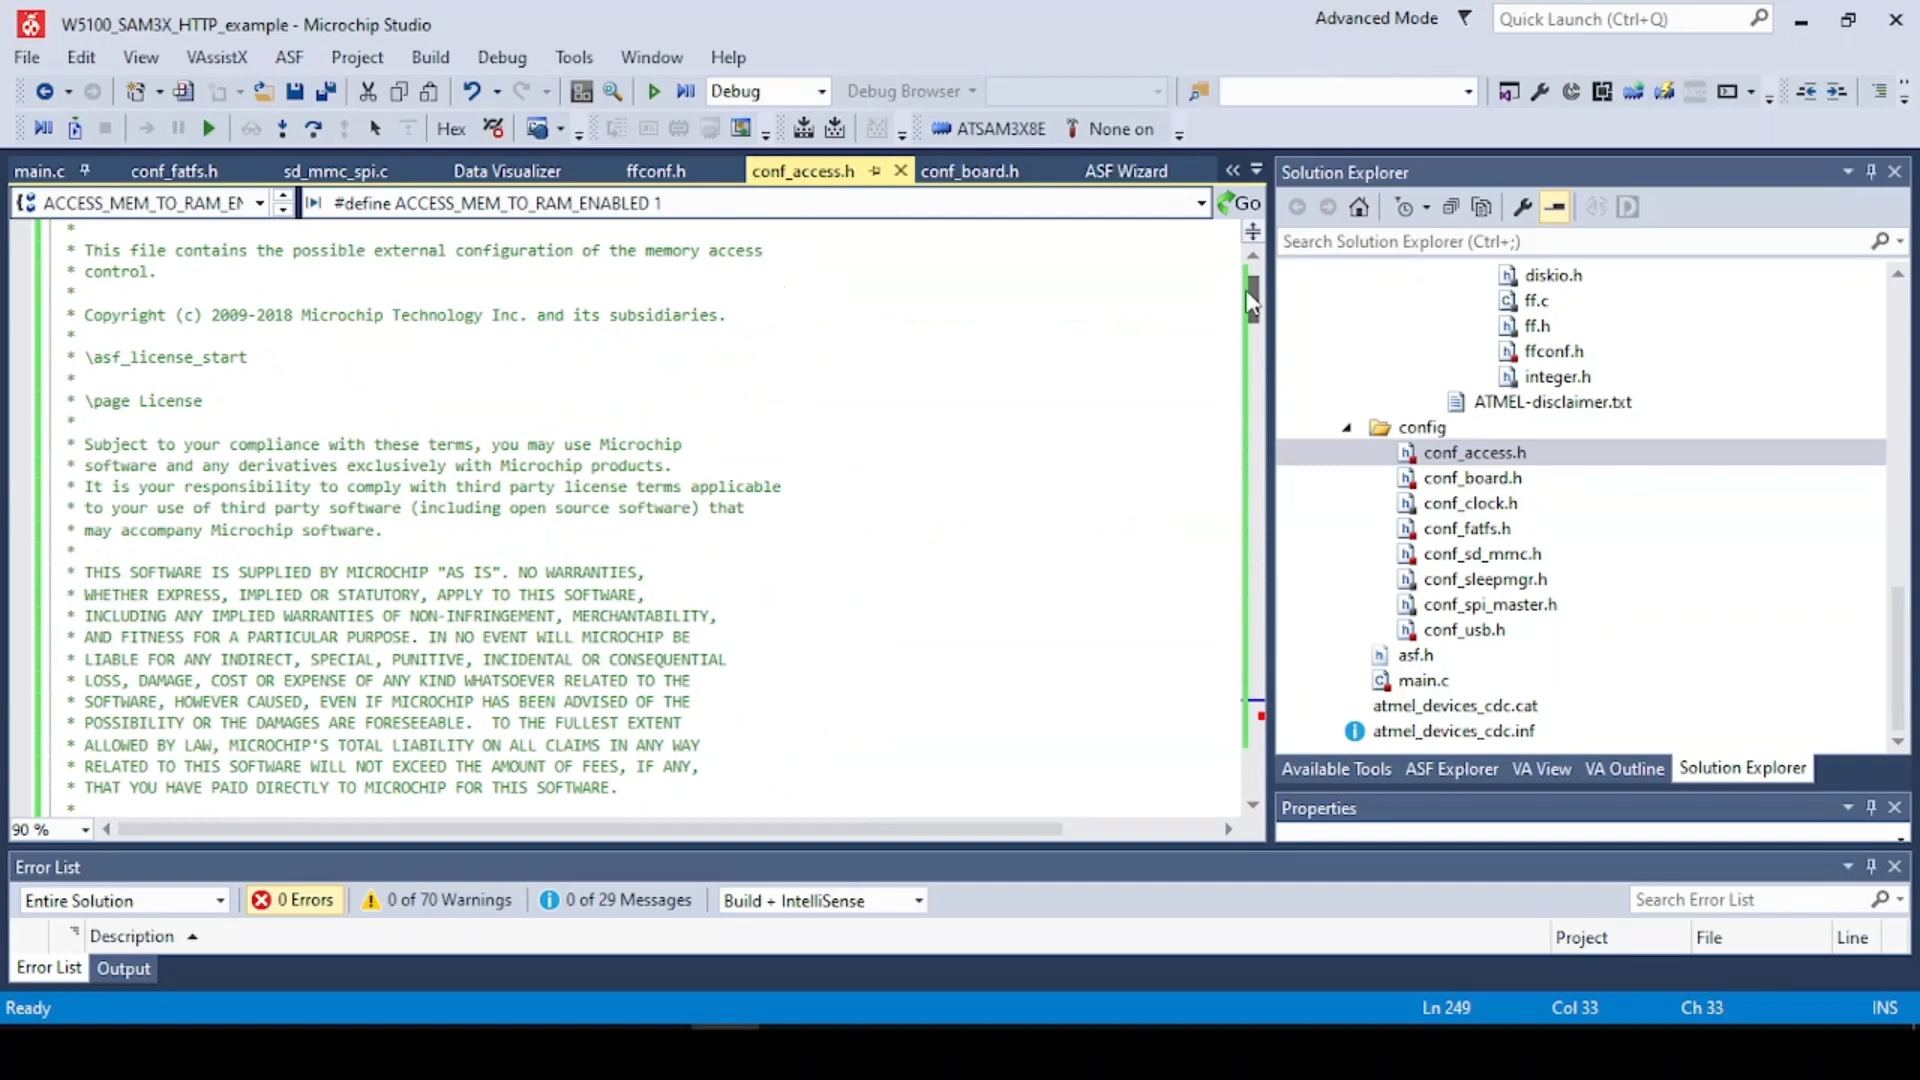 W5100_SAM3X_HTTP_example - Microchip Studio
Advanced Mode
Quick Launch (Ctrl+Q)
File Edit View VAssistX ASF Project Build Debug Tools Window Help
Debug
Debug Browser
Hex
ATSAM3X8E
None on
main.c
conf_fatfs.h
sd_mmc_spi.c
Data Visualizer
ffconf.h
conf_access.h
conf_board.h
ASF Wizard
ACCESS_MEM_TO_RAM_EN
#define ACCESS_MEM_TO_RAM_ENABLED 1
Go
*
* This file contains the possible external configuration of the memory access
* control.
*
* Copyright (c) 2009-2018 Microchip Technology Inc. and its subsidiaries.
*
* \asf_license_start
*
* \page License
*
* Subject to your compliance with these terms, you may use Microchip
* software and any derivatives exclusively with Microchip products.
* It is your responsibility to comply with third party license terms applicable
* to your use of third party software (including open source software) that
* may accompany Microchip software.
*
* THIS SOFTWARE IS SUPPLIED BY MICROCHIP "AS IS". NO WARRANTIES,
* WHETHER EXPRESS, IMPLIED OR STATUTORY, APPLY TO THIS SOFTWARE,
* INCLUDING ANY IMPLIED WARRANTIES OF NON-INFRINGEMENT, MERCHANTABILITY,
* AND FITNESS FOR A PARTICULAR PURPOSE. IN NO EVENT WILL MICROCHIP BE
* LIABLE FOR ANY INDIRECT, SPECIAL, PUNITIVE, INCIDENTAL OR CONSEQUENTIAL
* LOSS, DAMAGE, COST OR EXPENSE OF ANY KIND WHATSOEVER RELATED TO THE
* SOFTWARE, HOWEVER CAUSED, EVEN IF MICROCHIP HAS BEEN ADVISED OF THE
* POSSIBILITY OR THE DAMAGES ARE FORESEEABLE.  TO THE FULLEST EXTENT
* ALLOWED BY LAW, MICROCHIP'S TOTAL LIABILITY ON ALL CLAIMS IN ANY WAY
* RELATED TO THIS SOFTWARE WILL NOT EXCEED THE AMOUNT OF FEES, IF ANY,
* THAT YOU HAVE PAID DIRECTLY TO MICROCHIP FOR THIS SOFTWARE.
*
90 %
Solution Explorer
Search Solution Explorer (Ctrl+;)
diskio.h
ff.c
ff.h
ffconf.h
integer.h
ATMEL-disclaimer.txt
config
conf_access.h
conf_board.h
conf_clock.h
conf_fatfs.h
conf_sd_mmc.h
conf_sleepmgr.h
conf_spi_master.h
conf_usb.h
asf.h
main.c
atmel_devices_cdc.cat
atmel_devices_cdc.inf
Available Tools ASF Explorer VA View VA Outline Solution Explorer
Properties
Error List
Entire Solution
0 Errors
0 of 70 Warnings
0 of 29 Messages
Build + IntelliSense
Search Error List
Description
Project
File
Line
Error List
Output
Ready
Ln 249
Col 33
Ch 33
INS